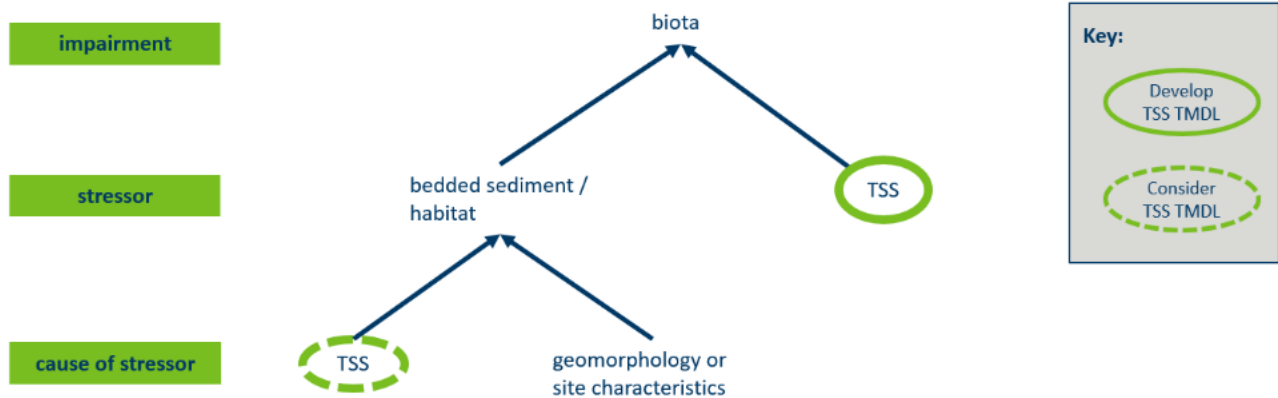 impairment
biota
Key:
Develop
TSS TMDL
Consider
TSS TMDL
stressor
bedded sediment /
habitat
TSS
cause of stressor
TSS
geomorphology or
site characteristics